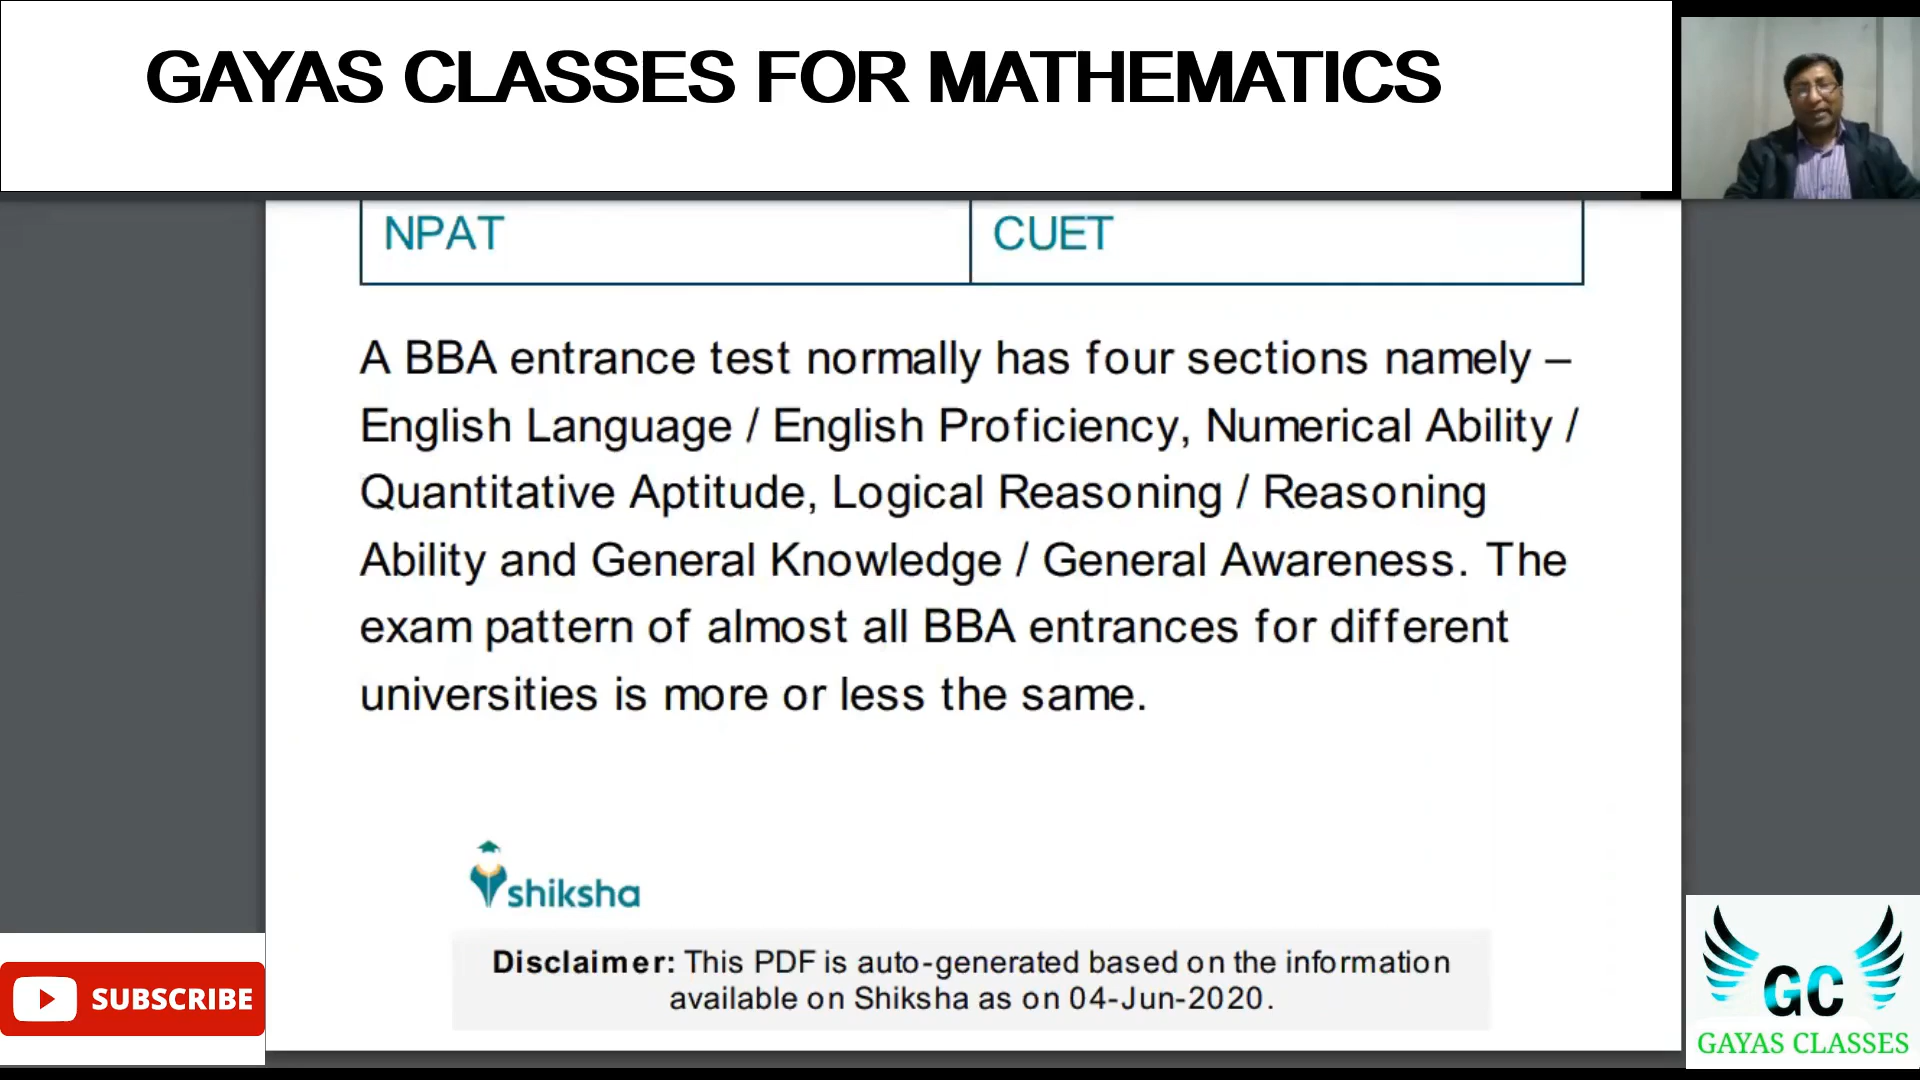 GAYAS CLASSES FOR MATHEMATICS
NPAT
CUET
A BBA entrance test normally has four sections namely –
English Language / English Proficiency, Numerical Ability /
Quantitative Aptitude, Logical Reasoning / Reasoning
Ability and General Knowledge / General Awareness. The
exam pattern of almost all BBA entrances for different
universities is more or less the same.
shiksha
Disclaimer: This PDF is auto-generated based on the information
available on Shiksha as on 04-Jun-2020.
SUBSCRIBE
GC
GAYAS CLASSES